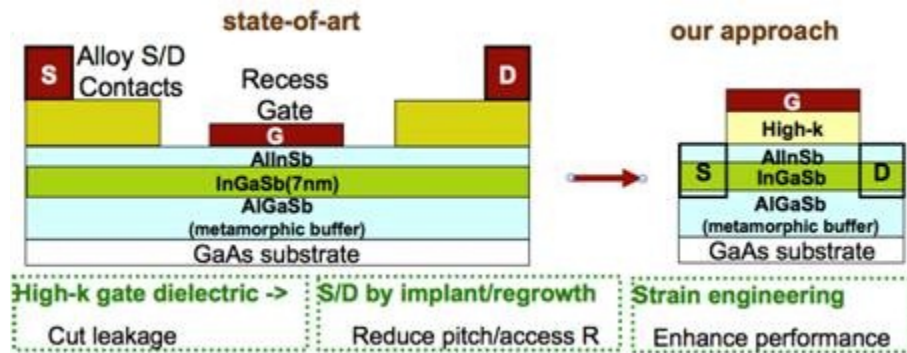 state-of-art
our approach
S
Alloy S/D
Contacts
Recess
Gate
G
D
AlInSb
InGaSb(7nm)
AlGaSb
(metamorphic buffer)
GaAs substrate
G
High-k
S
AlInSb
InGaSb
D
AlGaSb
(metamorphic buffer)
GaAs substrate
High-k gate dielectric ->
Cut leakage
S/D by implant/regrowth
Reduce pitch/access R
Strain engineering
Enhance performance